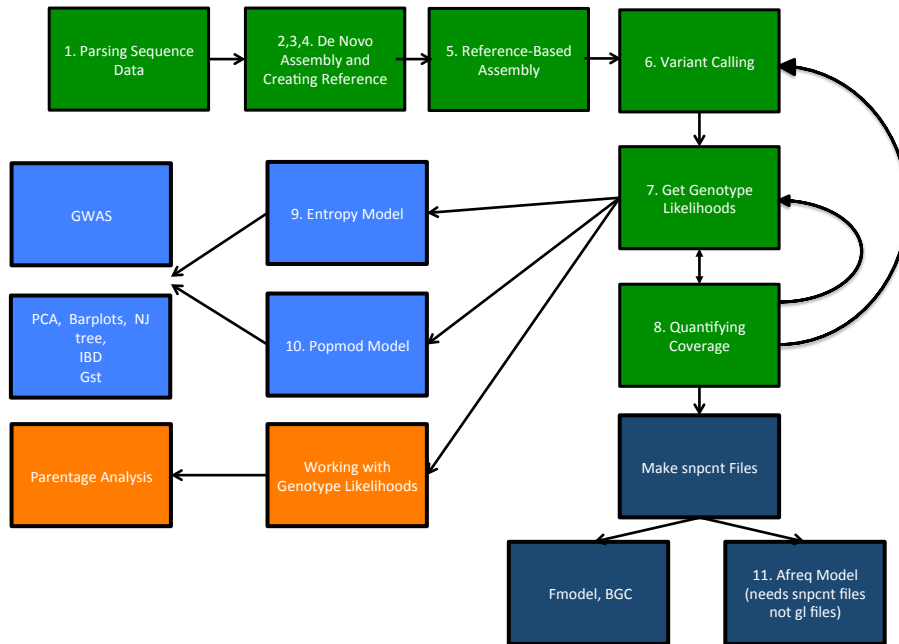 1. Parsing Sequence
Data
2,3,4. De Novo
Assembly and
Creating Reference
5. Reference-Based
Assembly
6. Variant Calling
GWAS
9. Entropy Model
7. Get Genotype
Likelihoods
PCA, Barplots, NJ
tree,
IBD
Gst
10. Popmod Model
8. Quantifying
Coverage
Parentage Analysis
Working with
Genotype Likelihoods
Make snpcnt Files
Fmodel, BGC
11. Afreq Model
(needs snpcnt files
not gl files)